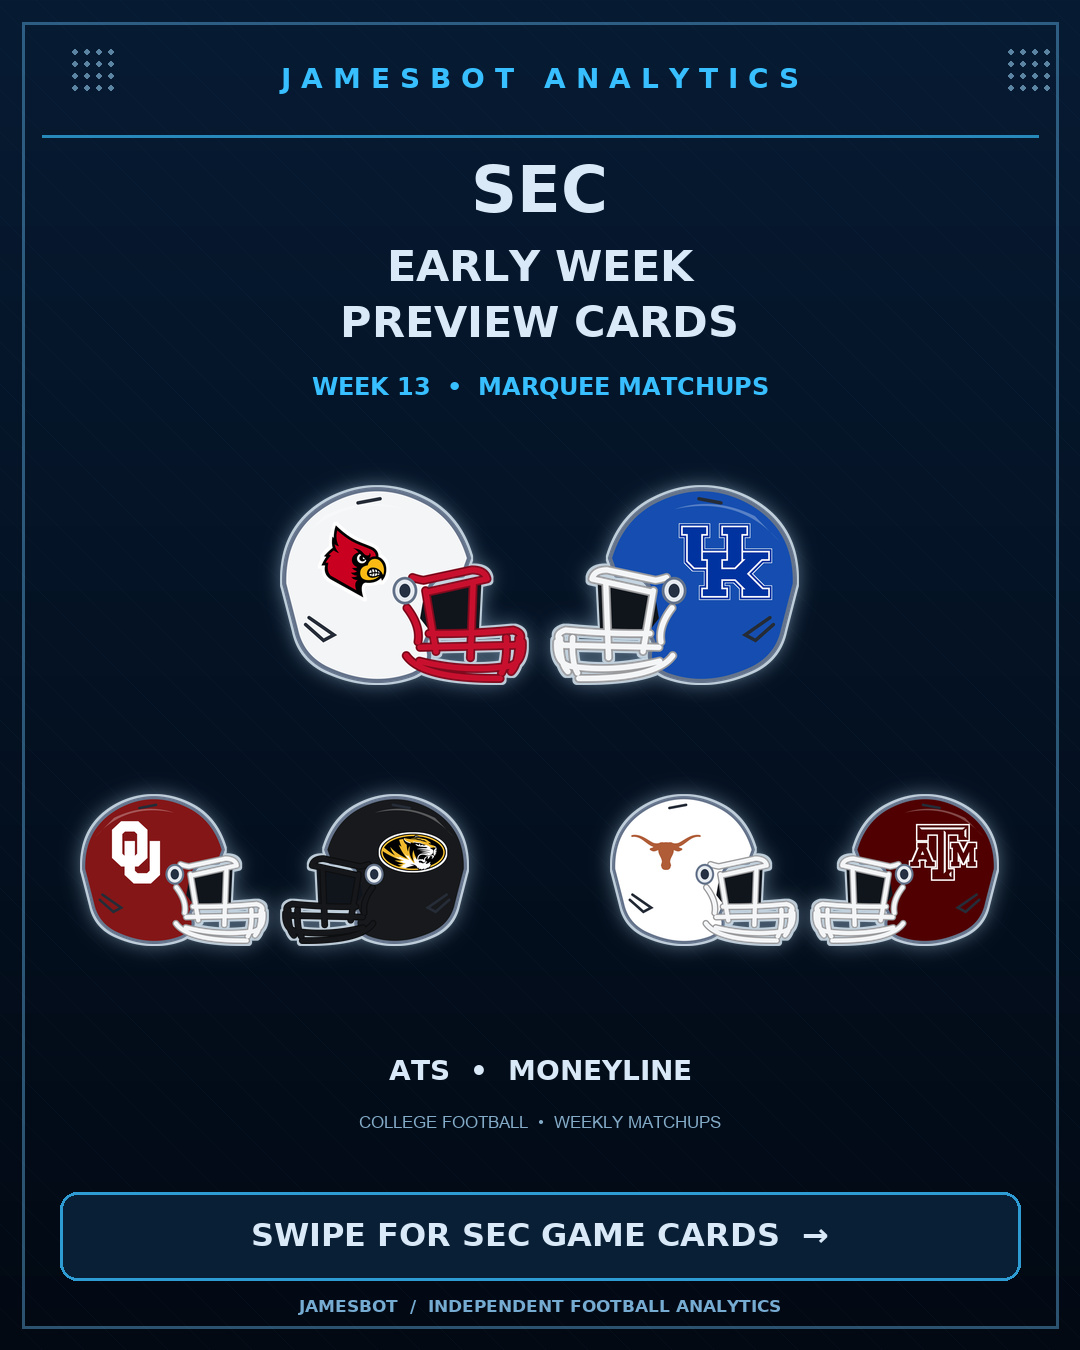 JAMESBOT ANALYTICS
SEC
EARLY WEEK
PREVIEW CARDS
WEEK 13 • MARQUEE MATCHUPS
UK
OU
ATM
ATS • MONEYLINE
COLLEGE FOOTBALL • WEEKLY MATCHUPS
SWIPE FOR SEC GAME CARDS →
JAMESBOT / INDEPENDENT FOOTBALL ANALYTICS